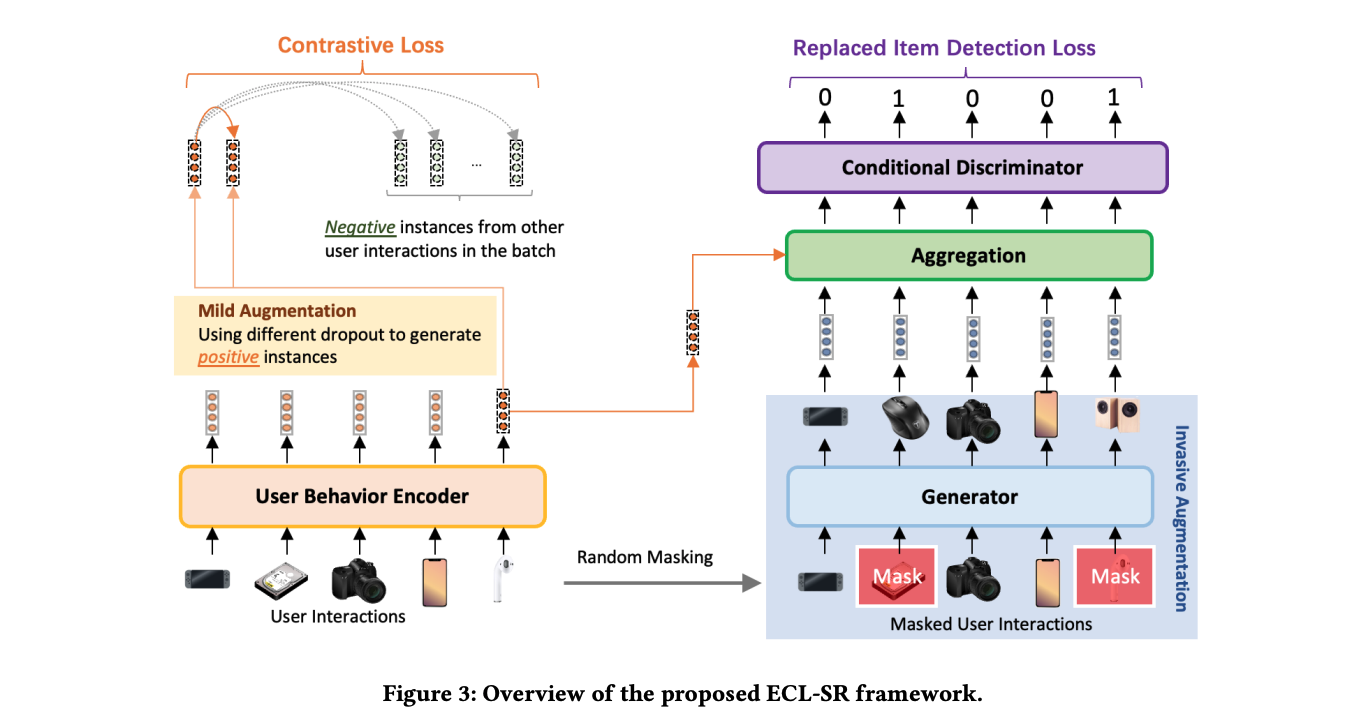 Contrastive Loss
Replaced Item Detection Loss
0 1 0 0 1
Conditional Discriminator
...
Negative instances from other
user interactions in the batch
Aggregation
Mild Augmentation
Using different dropout to generate
positive instances
User Behavior Encoder
Generator
Invasive Augmentation
Random Masking
Mask
Mask
User Interactions
Masked User Interactions
Figure 3: Overview of the proposed ECL-SR framework.